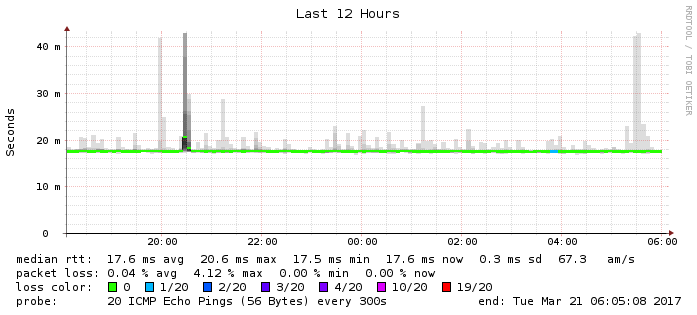 Last 12 Hours
RRDTOOL / TOBI OETIKER
Seconds
40 m
30 m
20 m
10 m
0
20:00 22:00 00:00 02:00 04:00 06:00
median rtt: 17.6 ms avg 20.6 ms max 17.5 ms min 17.6 ms now 0.3 ms sd 67.3 am/s
packet loss: 0.04 % avg 4.12 % max 0.00 % min 0.00 % now
loss color: 0 1/20 2/20 3/20 4/20 10/20 19/20
probe: 20 ICMP Echo Pings (56 Bytes) every 300s end: Tue Mar 21 06:05:08 2017